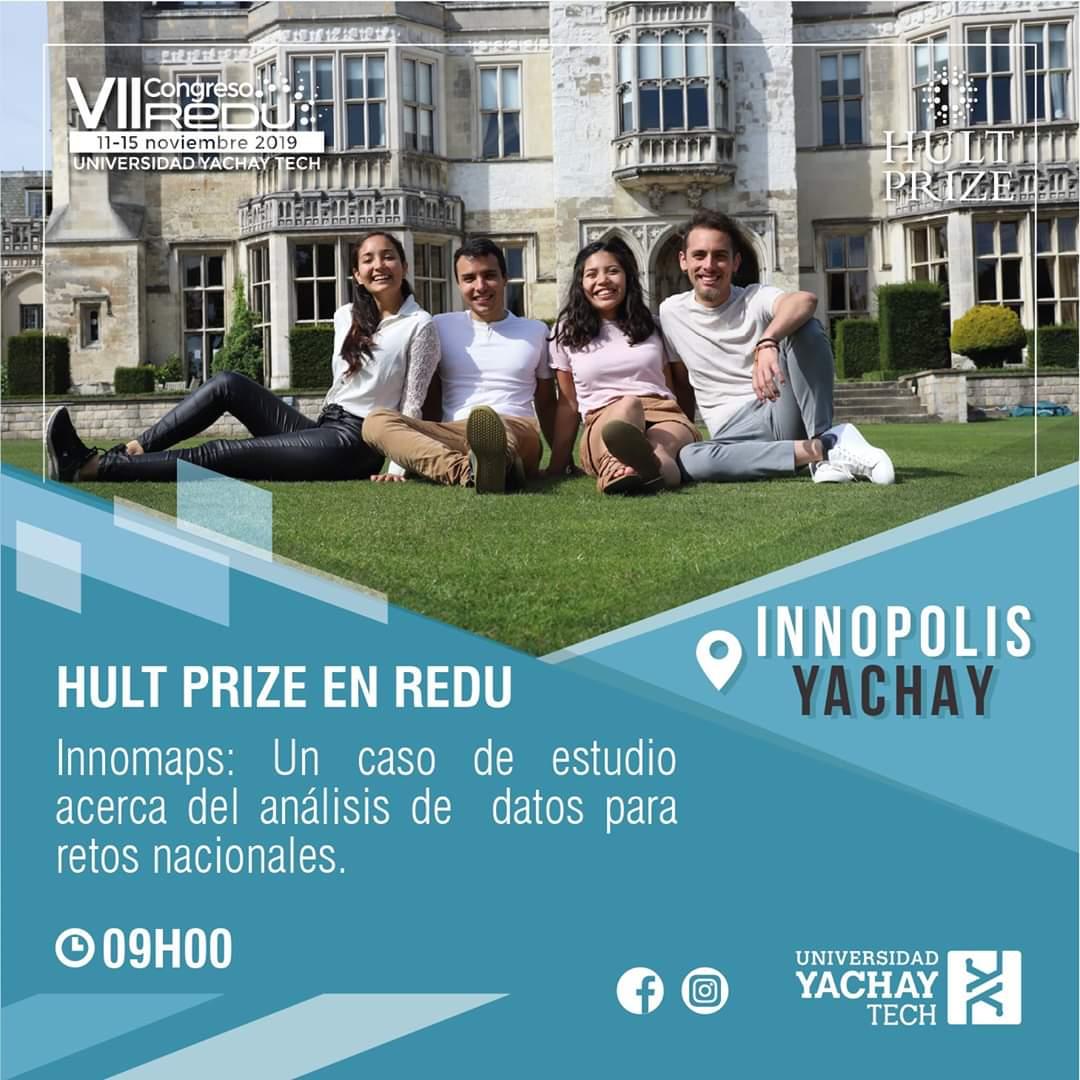 VII Congreso
REDU
11-15 noviembre 2019
UNIVERSIDAD YACHAY TECH
HULT
PRIZE
INNOPOLIS
YACHAY
HULT PRIZE EN REDU
Innomaps: Un caso de estudio
acerca del análisis de datos para
retos nacionales.
09H00
UNIVERSIDAD
YACHAY
TECH